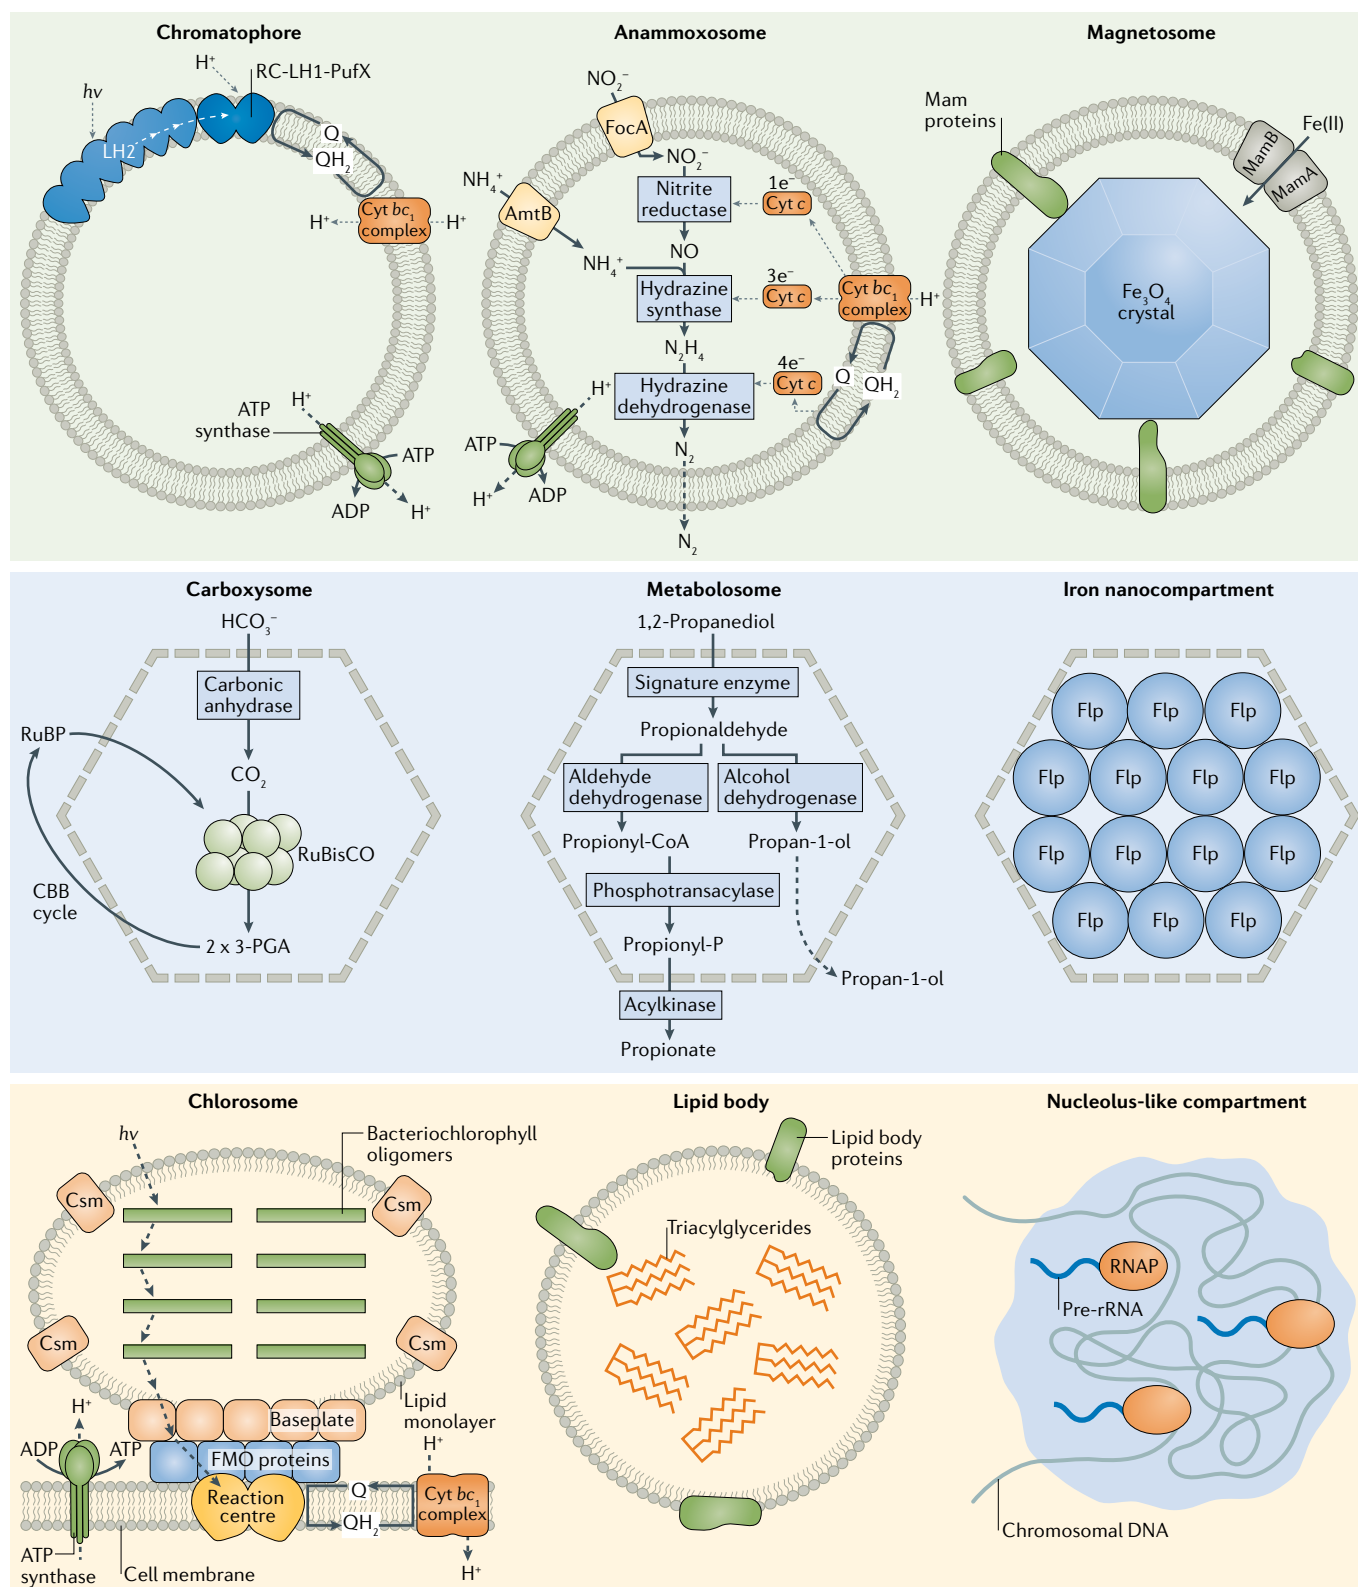 Chromatophore
H⁺
RC-LH1-PufX
hv
LH2
Q
QH₂
H⁺
Cyt bc₁
complex
H⁺
ATP
synthase
H⁺
ATP
ADP
H⁺
Anammoxosome
NO₂⁻
FocA
NO₂⁻
NH₄⁺
AmtB
Nitrite
reductase
1e⁻
Cyt c
NO
NH₄⁺
Hydrazine
synthase
3e⁻
Cyt c
Cyt bc₁
complex
H⁺
N₂H₄
Hydrazine
dehydrogenase
4e⁻
Cyt c
Q
QH₂
H⁺
ATP
ADP
H⁺
N₂
N₂
Magnetosome
Mam
proteins
MamB
MamA
Fe(II)
Fe₃O₄
crystal
Carboxysome
HCO₃⁻
Carbonic
anhydrase
RuBP
CO₂
RuBisCO
CBB
cycle
2 x 3-PGA
Metabolosome
1,2-Propanediol
Signature enzyme
Propionaldehyde
Aldehyde
dehydrogenase
Alcohol
dehydrogenase
Propionyl-CoA
Propan-1-ol
Phosphotransacylase
Propionyl-P
Propan-1-ol
Acylkinase
Propionate
Iron nanocompartment
Flp Flp Flp
Flp Flp Flp Flp
Flp Flp Flp Flp
Flp Flp Flp
Chlorosome
hv
Bacteriochlorophyll
oligomers
Csm
Csm
Csm
Csm
Lipid
monolayer
Baseplate
FMO proteins
Reaction
centre
H⁺
ADP
ATP
Q
QH₂
H⁺
Cyt bc₁
complex
H⁺
ATP
synthase
Cell membrane
Lipid body
Lipid body
proteins
Triacylglycerides
Nucleolus-like compartment
RNAP
Pre-rRNA
Chromosomal DNA